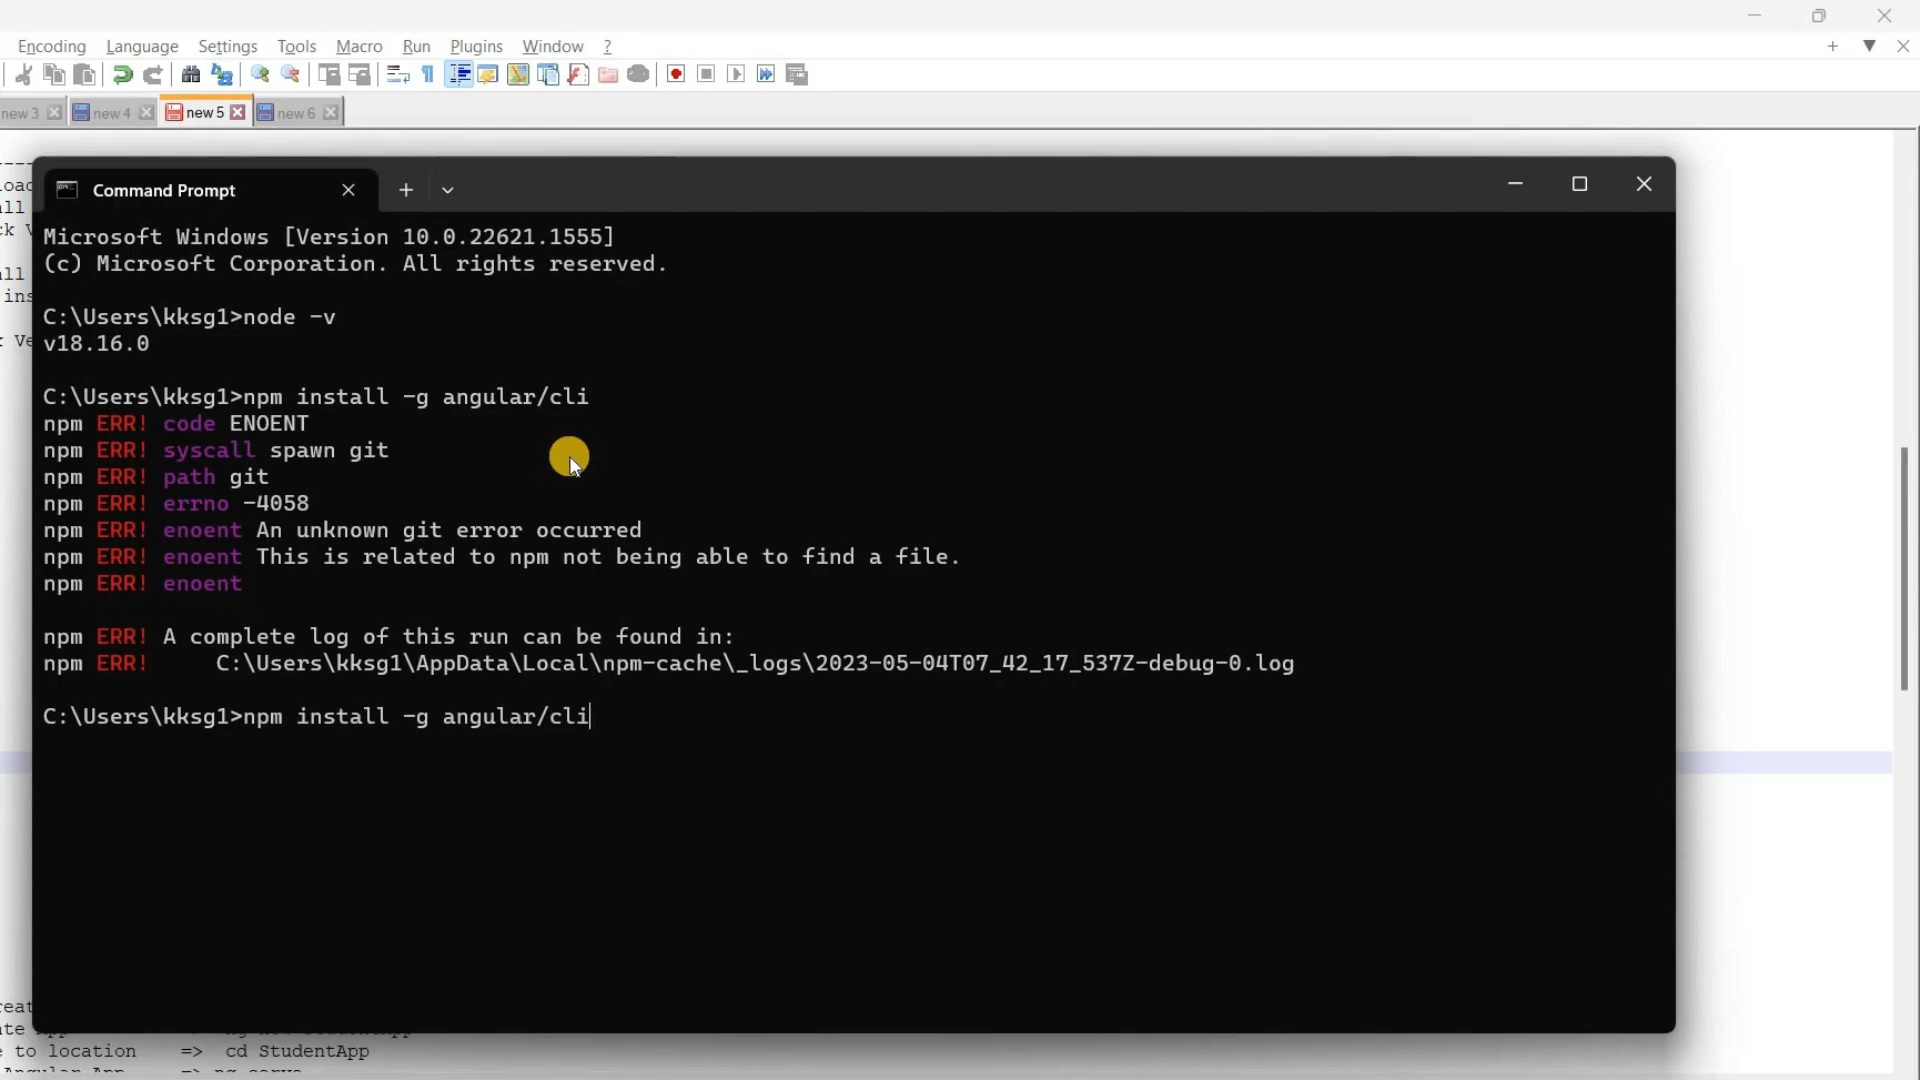 Encoding Language Settings Tools Macro Run Plugins Window ?
new 3 new 4 new 5 new 6
Command Prompt
Microsoft Windows [Version 10.0.22621.1555]
(c) Microsoft Corporation. All rights reserved.
C:\Users\kksg1>node -v
v18.16.0
C:\Users\kksg1>npm install -g angular/cli
npm ERR! code ENOENT
npm ERR! syscall spawn git
npm ERR! path git
npm ERR! errno -4058
npm ERR! enoent An unknown git error occurred
npm ERR! enoent This is related to npm not being able to find a file.
npm ERR! enoent
npm ERR! A complete log of this run can be found in:
npm ERR!     C:\Users\kksg1\AppData\Local\npm-cache\_logs\2023-05-04T07_42_17_537Z-debug-0.log
C:\Users\kksg1>npm install -g angular/cli
to location => cd StudentApp